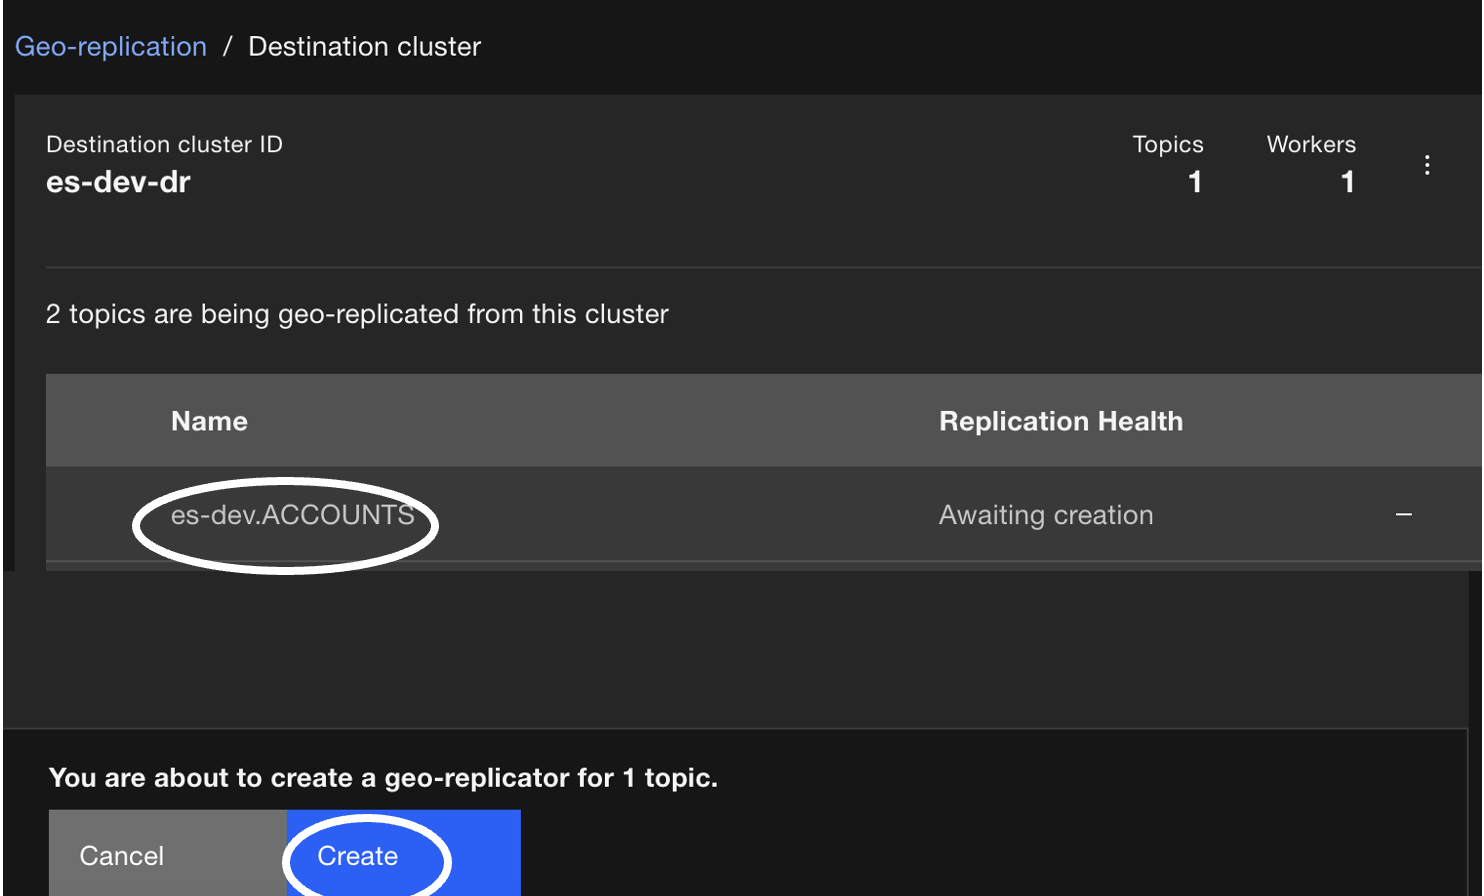 Geo-replication / Destination cluster
Destination cluster ID
es-dev-dr
Topics
1
Workers
1
2 topics are being geo-replicated from this cluster
Name Replication Health
es-dev.ACCOUNTS Awaiting creation –
You are about to create a geo-replicator for 1 topic.
Cancel Create